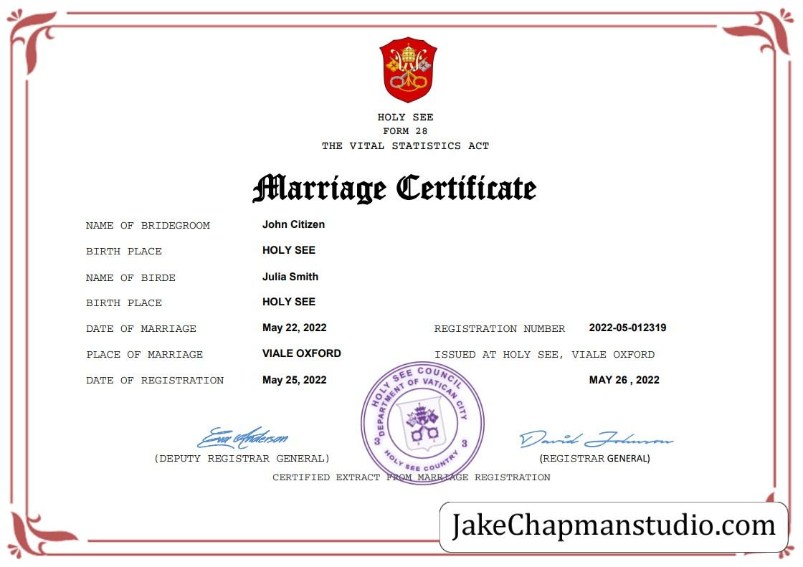 HOLY SEE
FORM 28
THE VITAL STATISTICS ACT
Marriage Certificate
NAME OF BRIDEGROOM John Citizen
BIRTH PLACE HOLY SEE
NAME OF BIRDE Julia Smith
BIRTH PLACE HOLY SEE
DATE OF MARRIAGE May 22, 2022 REGISTRATION NUMBER 2022-05-012319
PLACE OF MARRIAGE VIALE OXFORD ISSUED AT HOLY SEE, VIALE OXFORD
DATE OF REGISTRATION May 25, 2022 MAY 26 , 2022
HOLY SEE COUNCIL
DEPARTMENT OF VATICAN CITY
3 3
HOLY SEE COUNTRY
Eva Anderson David Johnson
(DEPUTY REGISTRAR GENERAL) (REGISTRAR GENERAL)
CERTIFIED EXTRACT FROM MARRIAGE REGISTRATION
JakeChapmanstudio.com